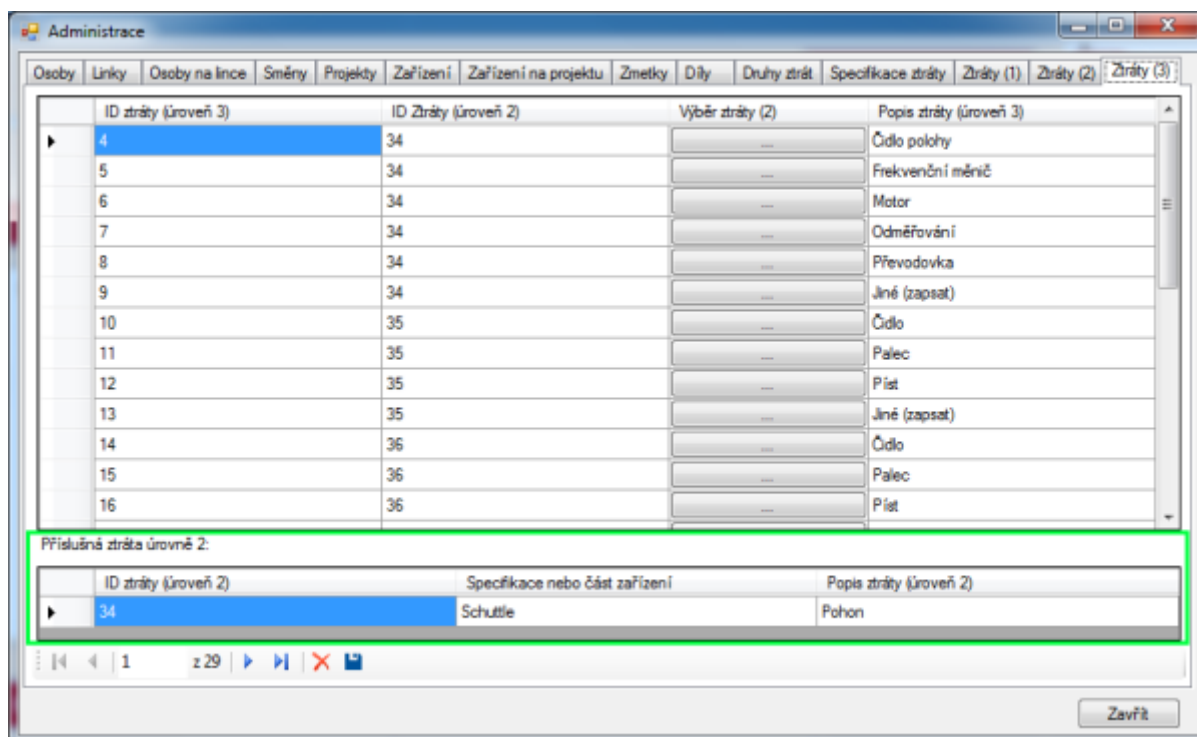 Administrace
Osoby Linky Osoby na lince Směny Projekty Zařízení Zařízení na projektu Zmetky Díly Druhy ztrát Specifikace ztráty Ztráty (1) Ztráty (2) Ztráty (3)
ID ztráty (úroveň 3) ID Ztráty (úroveň 2) Výběr ztráty (2) Popis ztráty (úroveň 3)
4 34 ... Čidlo polohy
5 34 ... Frekvenční měnič
6 34 ... Motor
7 34 ... Odměřování
8 34 ... Převodovka
9 34 ... Jiné (zapsat)
10 35 ... Čidlo
11 35 ... Palec
12 35 ... Píst
13 35 ... Jiné (zapsat)
14 36 ... Čidlo
15 36 ... Palec
16 36 ... Píst
Příslušná ztráta úrovně 2:
ID ztráty (úroveň 2) Specifikace nebo část zařízení Popis ztráty (úroveň 2)
34 Schuttle Pohon
1 z 29
Zavřít